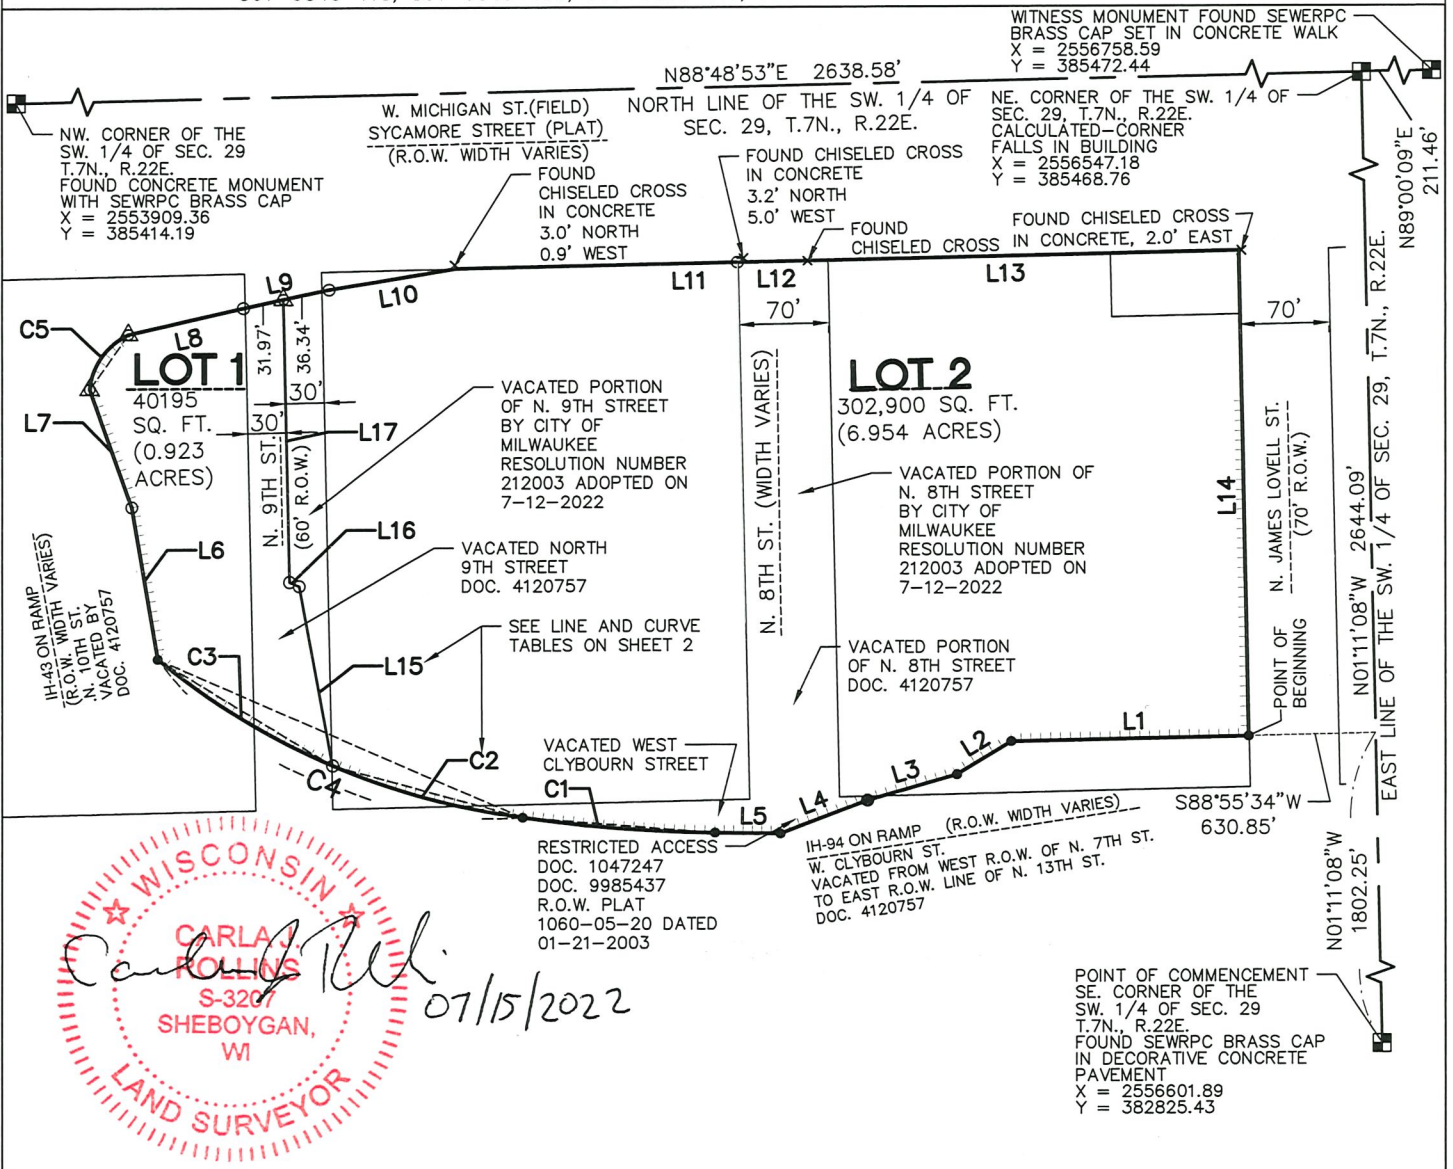 WITNESS MONUMENT FOUND SEWERPC
BRASS CAP SET IN CONCRETE WALK
X = 2556758.59
Y = 385472.44
N88°48'53"E 2638.58'
NORTH LINE OF THE SW. 1/4 OF
SEC. 29, T.7N., R.22E.
NW. CORNER OF THE
SW. 1/4 OF SEC. 29
T.7N., R.22E.
FOUND CONCRETE MONUMENT
WITH SEWRPC BRASS CAP
X = 2553909.36
Y = 385414.19
W. MICHIGAN ST.(FIELD)
SYCAMORE STREET (PLAT)
(R.O.W. WIDTH VARIES)
NE. CORNER OF THE SW. 1/4 OF
SEC. 29, T.7N., R.22E.
CALCULATED-CORNER
FALLS IN BUILDING
X = 2556547.18
Y = 385468.76
N89°00'09"E
211.46'
FOUND
CHISELED CROSS
IN CONCRETE
3.0' NORTH
0.9' WEST
FOUND CHISELED CROSS
IN CONCRETE
3.2' NORTH
5.0' WEST
FOUND
CHISELED CROSS
FOUND CHISELED CROSS
IN CONCRETE, 2.0' EAST
L9
L10
L11
L12
L13
C5
L8
31.97'
36.34'
70'
70'
LOT 1
40195
SQ. FT.
(0.923
ACRES)
30'
30'
L7
L17
N. 9TH ST.
(60' R.O.W.)
VACATED PORTION
OF N. 9TH STREET
BY CITY OF
MILWAUKEE
RESOLUTION NUMBER
212003 ADOPTED ON
7-12-2022
N. 8TH ST. (WIDTH VARIES)
LOT 2
302,900 SQ. FT.
(6.954 ACRES)
VACATED PORTION OF
N. 8TH STREET
BY CITY OF
MILWAUKEE
RESOLUTION NUMBER
212003 ADOPTED ON
7-12-2022
L14
N. JAMES LOVELL ST.
(70' R.O.W.)
N01°11'08"W 2644.09'
EAST LINE OF THE SW. 1/4 OF SEC. 29, T.7N., R.22E.
L16
L6
VACATED NORTH
9TH STREET
DOC. 4120757
IH-43 ON RAMP
(R.O.W. WIDTH VARIES)
N. 10TH ST.
VACATED BY
DOC. 4120757
C3
SEE LINE AND CURVE
TABLES ON SHEET 2
L15
VACATED PORTION
OF N. 8TH STREET
DOC. 4120757
POINT OF
BEGINNING
L1
L2
L3
L4
L5
VACATED WEST
CLYBOURN STREET
C2
C4
C1
S88°55'34"W
630.85'
RESTRICTED ACCESS
DOC. 1047247
DOC. 9985437
R.O.W. PLAT
1060-05-20 DATED
01-21-2003
IH-94 ON RAMP (R.O.W. WIDTH VARIES)
W. CLYBOURN ST.
VACATED FROM WEST R.O.W. OF N. 7TH ST.
TO EAST R.O.W. LINE OF N. 13TH ST.
DOC. 4120757
N01°11'08"W
1802.25'
WISCONSIN
CARLA J.
ROLLINS
S-3207
SHEBOYGAN,
WI
LAND SURVEYOR
07/15/2022
POINT OF COMMENCEMENT
SE. CORNER OF THE
SW. 1/4 OF SEC. 29
T.7N., R.22E.
FOUND SEWRPC BRASS CAP
IN DECORATIVE CONCRETE
PAVEMENT
X = 2556601.89
Y = 382825.43